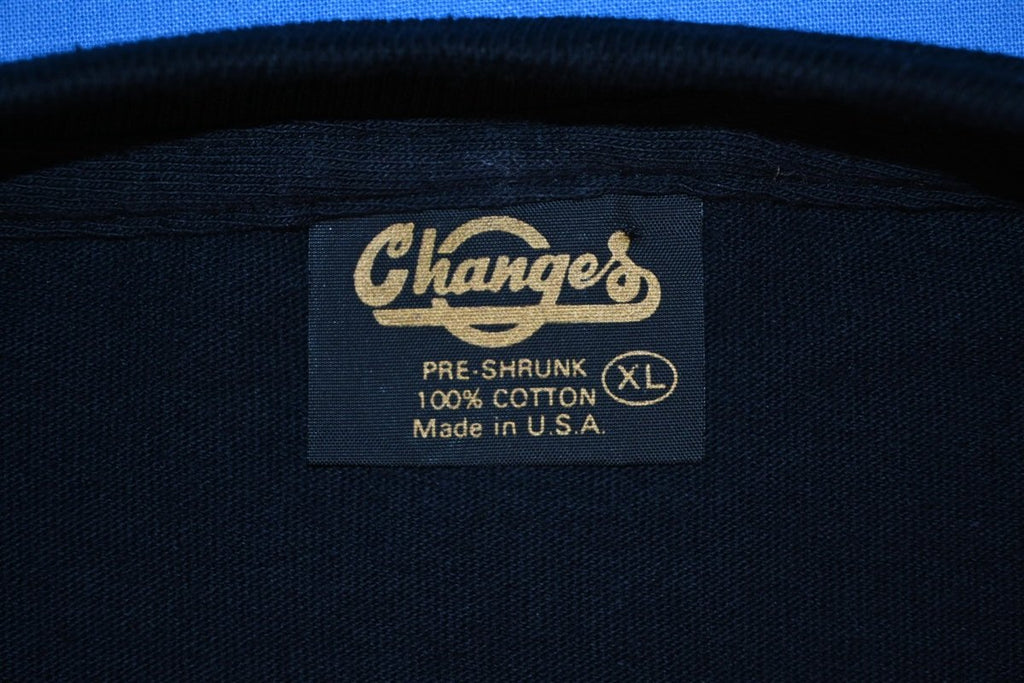 Changes
PRE-SHRUNK
100% COTTON XL
Made in U.S.A.